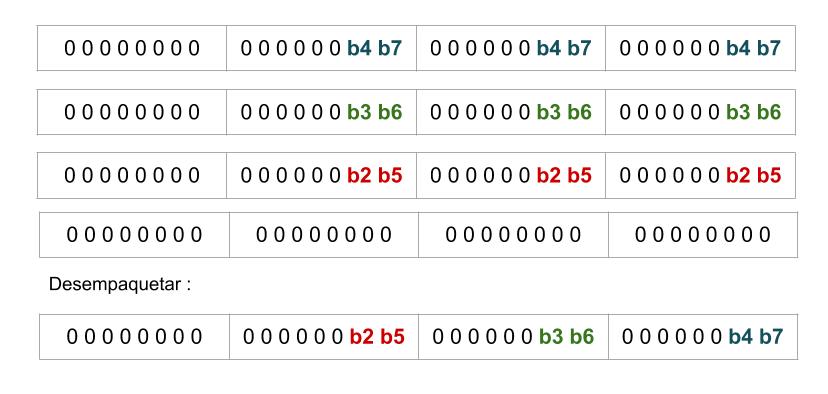 0 0 0 0 0 0 0 0 0 0 0 0 0 0 b4 b7 0 0 0 0 0 0 b4 b7 0 0 0 0 0 0 b4 b7
0 0 0 0 0 0 0 0 0 0 0 0 0 0 b3 b6 0 0 0 0 0 0 b3 b6 0 0 0 0 0 0 b3 b6
0 0 0 0 0 0 0 0 0 0 0 0 0 0 b2 b5 0 0 0 0 0 0 b2 b5 0 0 0 0 0 0 b2 b5
0 0 0 0 0 0 0 0 0 0 0 0 0 0 0 0 0 0 0 0 0 0 0 0 0 0 0 0 0 0 0 0
Desempaquetar :
0 0 0 0 0 0 0 0 0 0 0 0 0 0 b2 b5 0 0 0 0 0 0 b3 b6 0 0 0 0 0 0 b4 b7